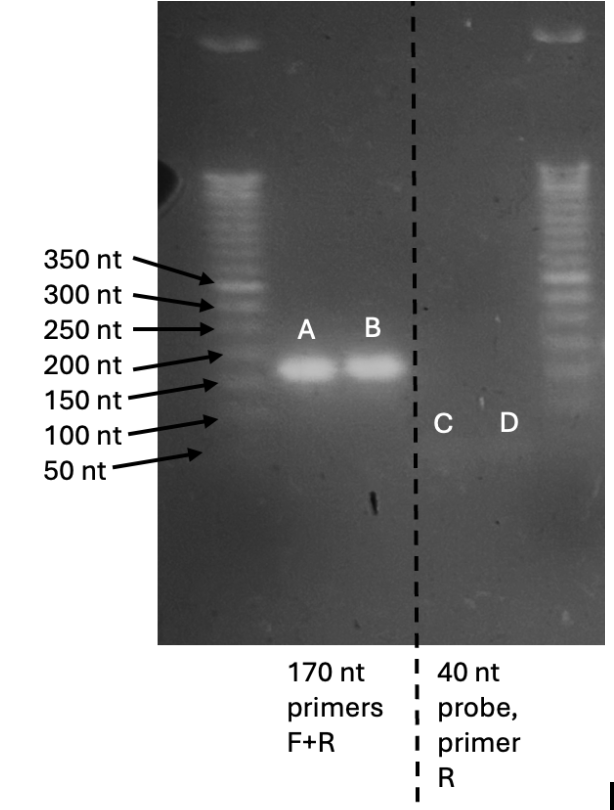 350 nt
300 nt
250 nt
200 nt
150 nt
100 nt
50 nt
A
B
C
D
170 nt
primers
F+R
40 nt
probe,
primer
R